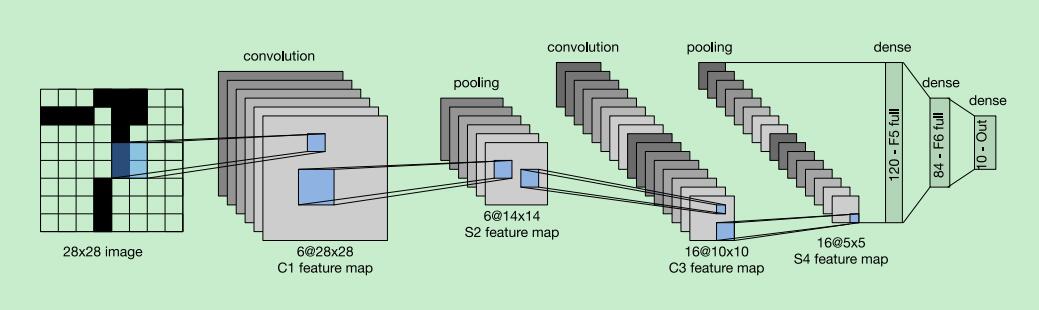 convolution
pooling
convolution
pooling
dense
dense
dense
28x28 image
6@28x28
C1 feature map
6@14x14
S2 feature map
16@10x10
C3 feature map
16@5x5
S4 feature map
120 - F5 full
84 - F6 full
10 - Out